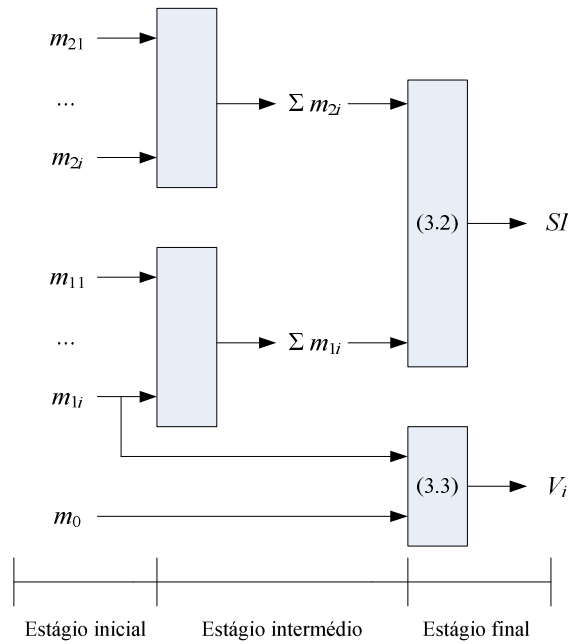 m₂₁
...
m₂ᵢ
Σ m₂ᵢ
(3.2)
SI
m₁₁
...
m₁ᵢ
Σ m₁ᵢ
(3.3)
Vᵢ
m₀
Estágio inicial
Estágio intermédio
Estágio final